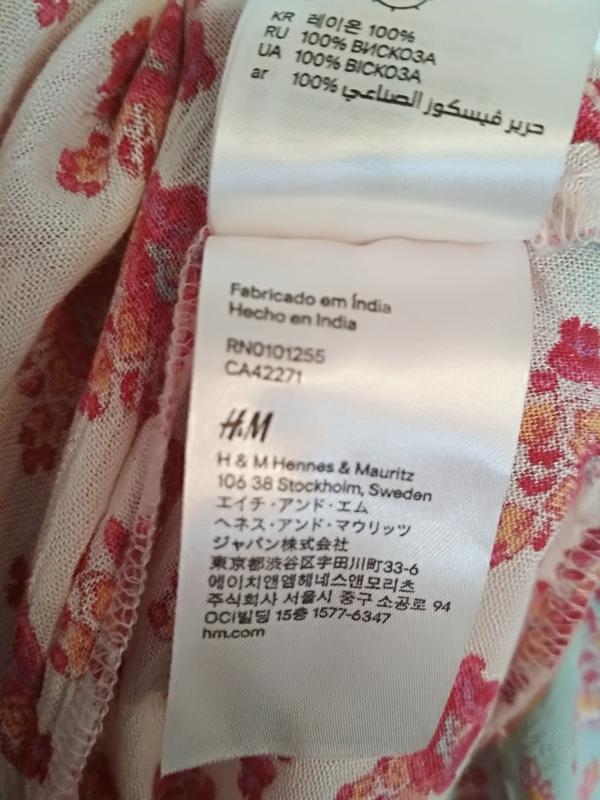 KR 레이온 100%
RU 100% ВИСКОЗА
UA 100% ВІСКОЗА
ar 100% حرير ڤيسكوز الصناعي
Fabricado em Índia
Hecho en India
RN0101255
CA42271
H&M
H & M Hennes & Mauritz
106 38 Stockholm, Sweden
エイチ・アンド・エム
ヘネス・アンド・マウリッツ
ジャパン株式会社
東京都渋谷区宇田川町33-6
에이치앤엠헤네스앤모리츠
주식회사 서울시 중구 소공로 94
OCI빌딩 15층 1577-6347
hm.com